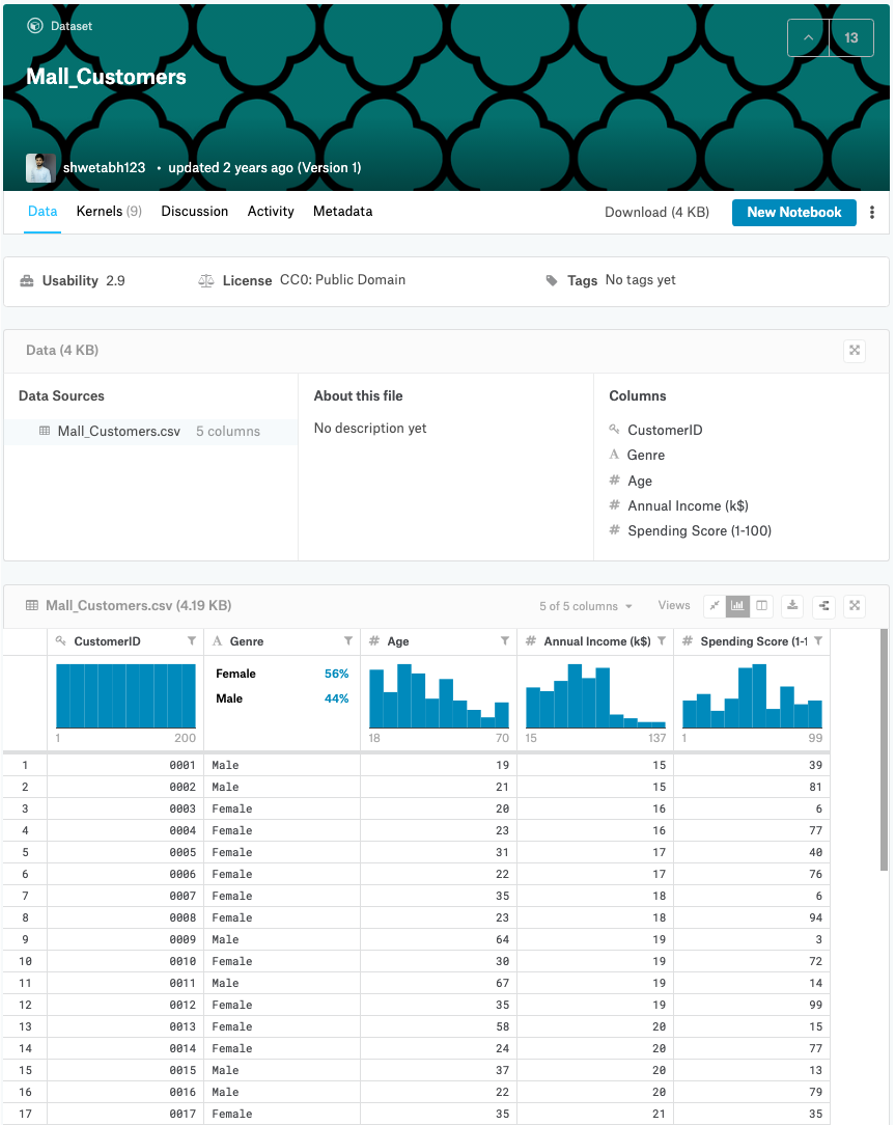 Dataset
13
Mall_Customers
shwetabh123 • updated 2 years ago (Version 1)
Data Kernels (9) Discussion Activity Metadata Download (4 KB) New Notebook
Usability 2.9 License CC0: Public Domain Tags No tags yet
Data (4 KB)
Data Sources About this file Columns
Mall_Customers.csv 5 columns No description yet CustomerID
A Genre
# Age
# Annual Income (k$)
# Spending Score (1-100)
Mall_Customers.csv (4.19 KB) 5 of 5 columns Views
CustomerID A Genre # Age # Annual Income (k$) # Spending Score (1-1
Female 56%
Male 44%
1 200 18 70 15 137 1 99
1 0001 Male 19 15 39
2 0002 Male 21 15 81
3 0003 Female 20 16 6
4 0004 Female 23 16 77
5 0005 Female 31 17 40
6 0006 Female 22 17 76
7 0007 Female 35 18 6
8 0008 Female 23 18 94
9 0009 Male 64 19 3
10 0010 Female 30 19 72
11 0011 Male 67 19 14
12 0012 Female 35 19 99
13 0013 Female 58 20 15
14 0014 Female 24 20 77
15 0015 Male 37 20 13
16 0016 Male 22 20 79
17 0017 Female 35 21 35